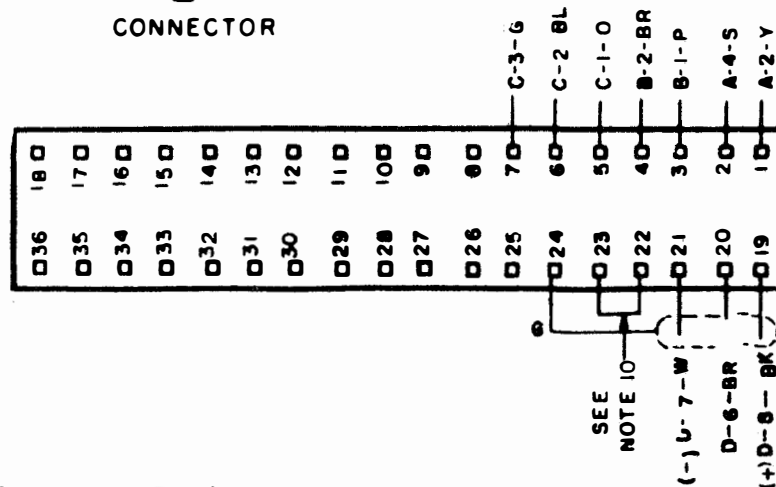 CONNECTOR
C-3-G
C-2 BL
C-1-O
B-2-BR
B-1-P
A-4-S
A-2-Y
18 17 16 15 14 13 12 11 10 9 8 7 6 5 4 3 2 1
36 35 34 33 32 31 30 29 28 27 26 25 24 23 22 21 20 19
SEE
NOTE 10
(-) D-7-W
D-6-BR
(+)D-8-BK